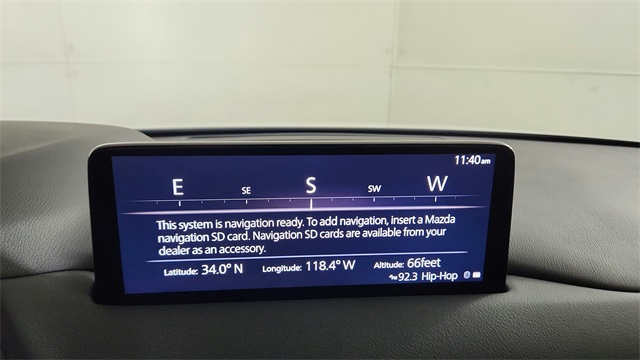 11:40am
E SE S SW W
This system is navigation ready. To add navigation, insert a Mazda
navigation SD card. Navigation SD cards are available from your
dealer as an accessory.
Latitude: 34.0° N Longitude: 118.4° W Altitude: 66feet
92.3 Hip-Hop